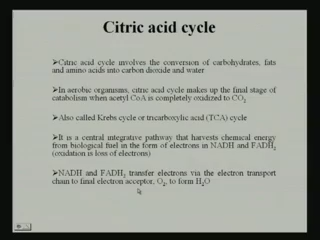 Citric acid cycle
➢Citric acid cycle involves the conversion of carbohydrates, fats
and amino acids into carbon dioxide and water
➢In aerobic organisms, citric acid cycle makes up the final stage of
catabolism when acetyl CoA is completely oxidized to CO₂
➢Also called Krebs cycle or tricarboxylic acid (TCA) cycle
➢It is a central integrative pathway that harvests chemical energy
from biological fuel in the form of electrons in NADH and FADH₂
(oxidation is loss of electrons)
➢NADH and FADH₂ transfer electrons via the electron transport
chain to final electron acceptor, O₂, to form H₂O